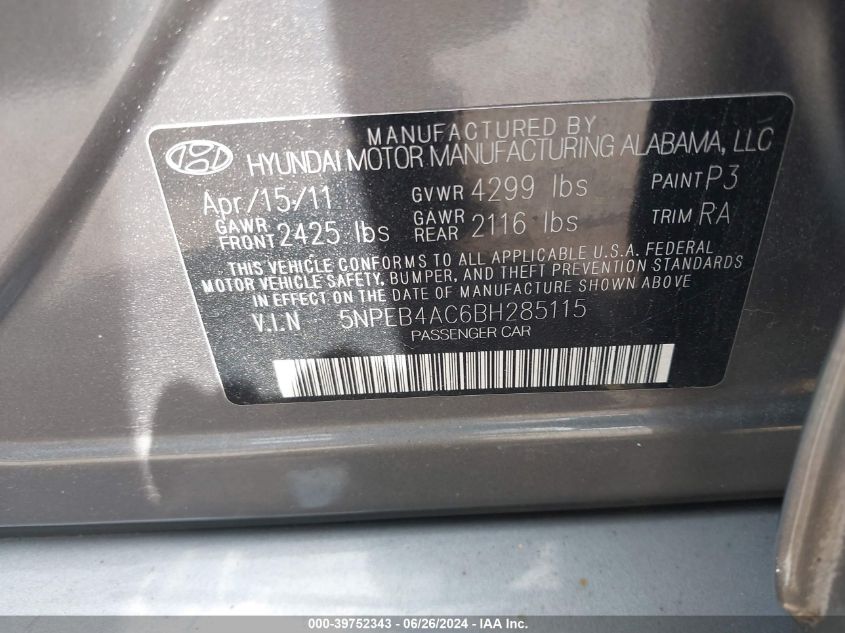 MANUFACTURED BY
HYUNDAI MOTOR MANUFACTURING ALABAMA, LLC
Apr/15/11 GVWR 4299 lbs PAINT P3
GAWR FRONT 2425 lbs GAWR REAR 2116 lbs TRIM RA
THIS VEHICLE CONFORMS TO ALL APPLICABLE U.S.A. FEDERAL
MOTOR VEHICLE SAFETY, BUMPER, AND THEFT PREVENTION STANDARDS
IN EFFECT ON THE DATE OF MANUFACTURE SHOWN ABOVE
V.I.N 5NPEB4AC6BH285115
PASSENGER CAR
000-39752343 - 06/26/2024 - IAA Inc.